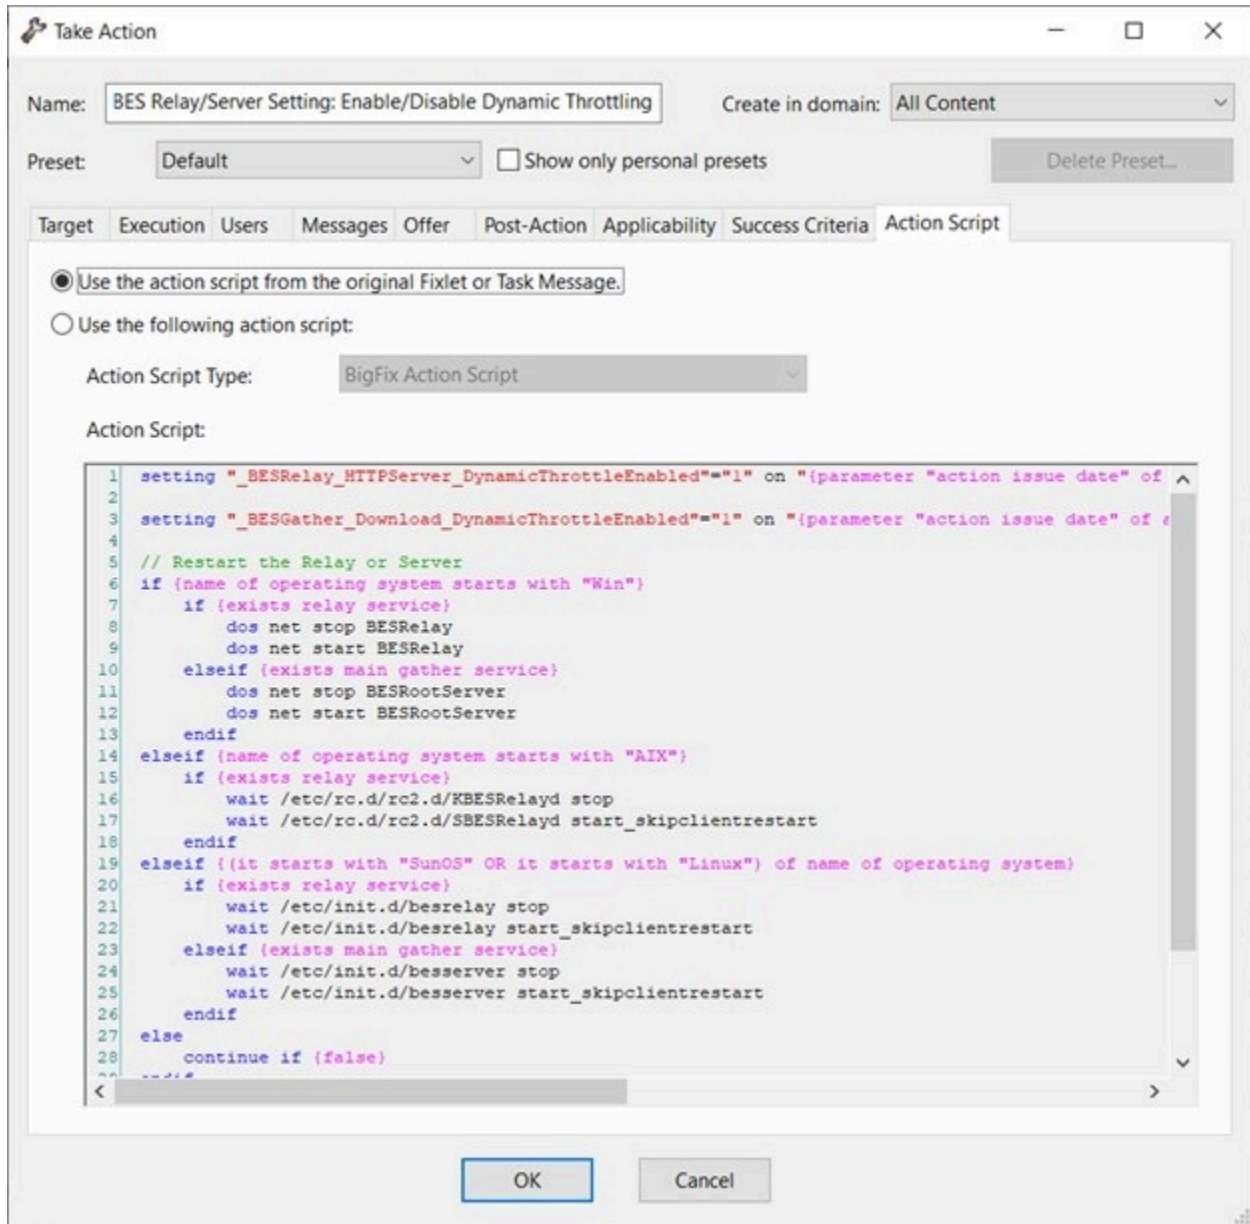 Take Action
Name: BES Relay/Server Setting: Enable/Disable Dynamic Throttling Create in domain: All Content
Preset: Default Show only personal presets Delete Preset...
Target Execution Users Messages Offer Post-Action Applicability Success Criteria Action Script
Use the action script from the original Fixlet or Task Message.
Use the following action script:
Action Script Type: BigFix Action Script
Action Script:
1 setting "_BESRelay_HTTPServer_DynamicThrottleEnabled"="1" on "{parameter "action issue date" of
2
3 setting "_BESGather_Download_DynamicThrottleEnabled"="1" on "{parameter "action issue date" of
4
5 // Restart the Relay or Server
6 if {name of operating system starts with "Win"}
7 if {exists relay service}
8 dos net stop BESRelay
9 dos net start BESRelay
10 elseif {exists main gather service}
11 dos net stop BESRootServer
12 dos net start BESRootServer
13 endif
14 elseif {name of operating system starts with "AIX"}
15 if {exists relay service}
16 wait /etc/rc.d/rc2.d/KBESRelayd stop
17 wait /etc/rc.d/rc2.d/SBESRelayd start_skipclientrestart
18 endif
19 elseif {(it starts with "SunOS" OR it starts with "Linux") of name of operating system}
20 if {exists relay service}
21 wait /etc/init.d/besrelay stop
22 wait /etc/init.d/besrelay start_skipclientrestart
23 elseif {exists main gather service}
24 wait /etc/init.d/besserver stop
25 wait /etc/init.d/besserver start_skipclientrestart
26 endif
27 else
28 continue if {false}
OK Cancel